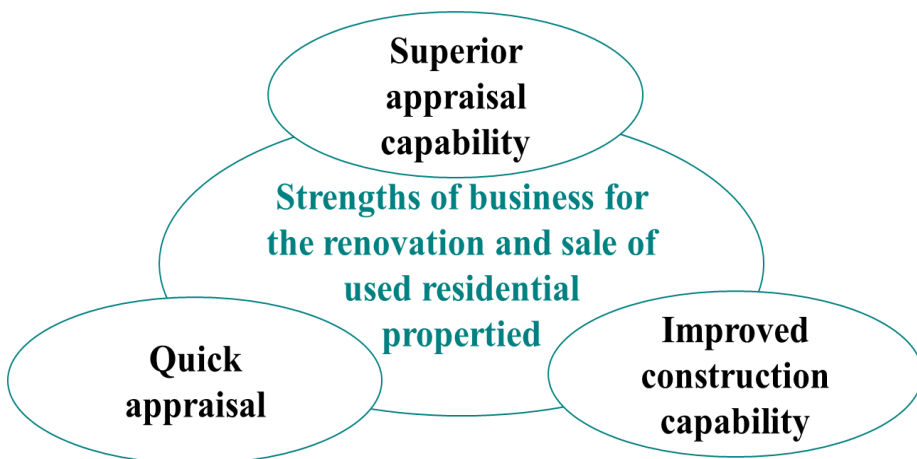 Superior
appraisal
capability
Strengths of business for
the renovation and sale of
used residential
propertied
Quick
appraisal
Improved
construction
capability